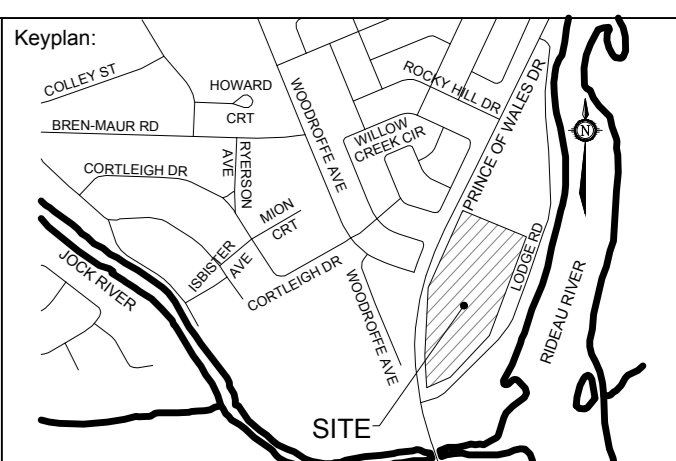 Keyplan:
COLLEY ST
HOWARD
CRT
BREN-MAUR RD
CORTLEIGH DR
RYERSON
AVE
WOODROFFE AVE
ROCKY HILL DR
WILLOW
CREEK CIR
PRINCE OF WALES DR
N
MION
CRT
ISBISTER
AVE
CORTLEIGH DR
JOCK RIVER
WOODROFFE AVE
LODGE RD
RIDEAU RIVER
SITE